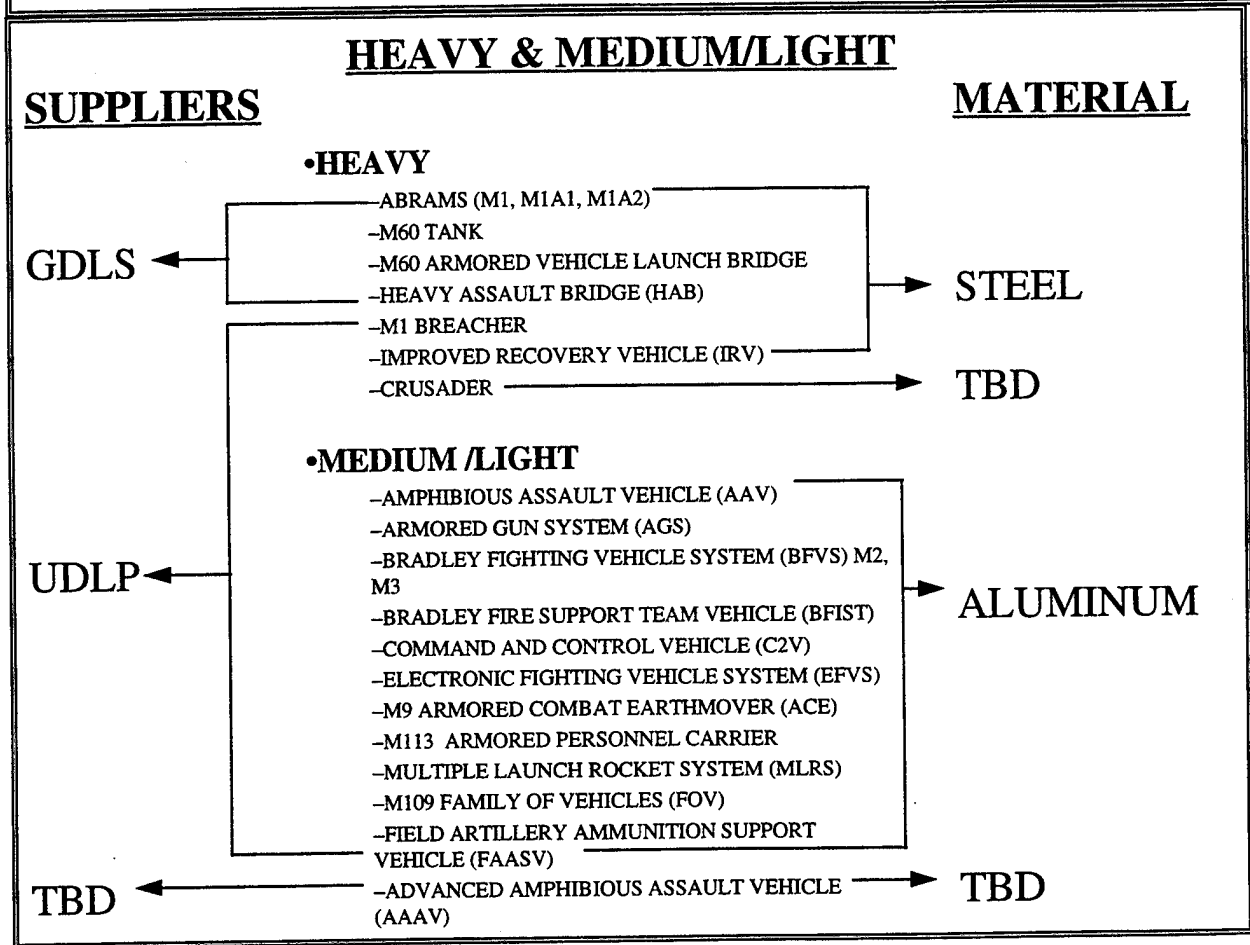 HEAVY & MEDIUM/LIGHT
SUPPLIERS
MATERIAL
•HEAVY
–ABRAMS (M1, M1A1, M1A2)
–M60 TANK
–M60 ARMORED VEHICLE LAUNCH BRIDGE
–HEAVY ASSAULT BRIDGE (HAB)
–M1 BREACHER
–IMPROVED RECOVERY VEHICLE (IRV)
–CRUSADER
GDLS
STEEL
TBD
•MEDIUM /LIGHT
–AMPHIBIOUS ASSAULT VEHICLE (AAV)
–ARMORED GUN SYSTEM (AGS)
–BRADLEY FIGHTING VEHICLE SYSTEM (BFVS) M2,
M3
–BRADLEY FIRE SUPPORT TEAM VEHICLE (BFIST)
–COMMAND AND CONTROL VEHICLE (C2V)
–ELECTRONIC FIGHTING VEHICLE SYSTEM (EFVS)
–M9 ARMORED COMBAT EARTHMOVER (ACE)
–M113 ARMORED PERSONNEL CARRIER
–MULTIPLE LAUNCH ROCKET SYSTEM (MLRS)
–M109 FAMILY OF VEHICLES (FOV)
–FIELD ARTILLERY AMMUNITION SUPPORT
VEHICLE (FAASV)
–ADVANCED AMPHIBIOUS ASSAULT VEHICLE
(AAAV)
UDLP
ALUMINUM
TBD
TBD